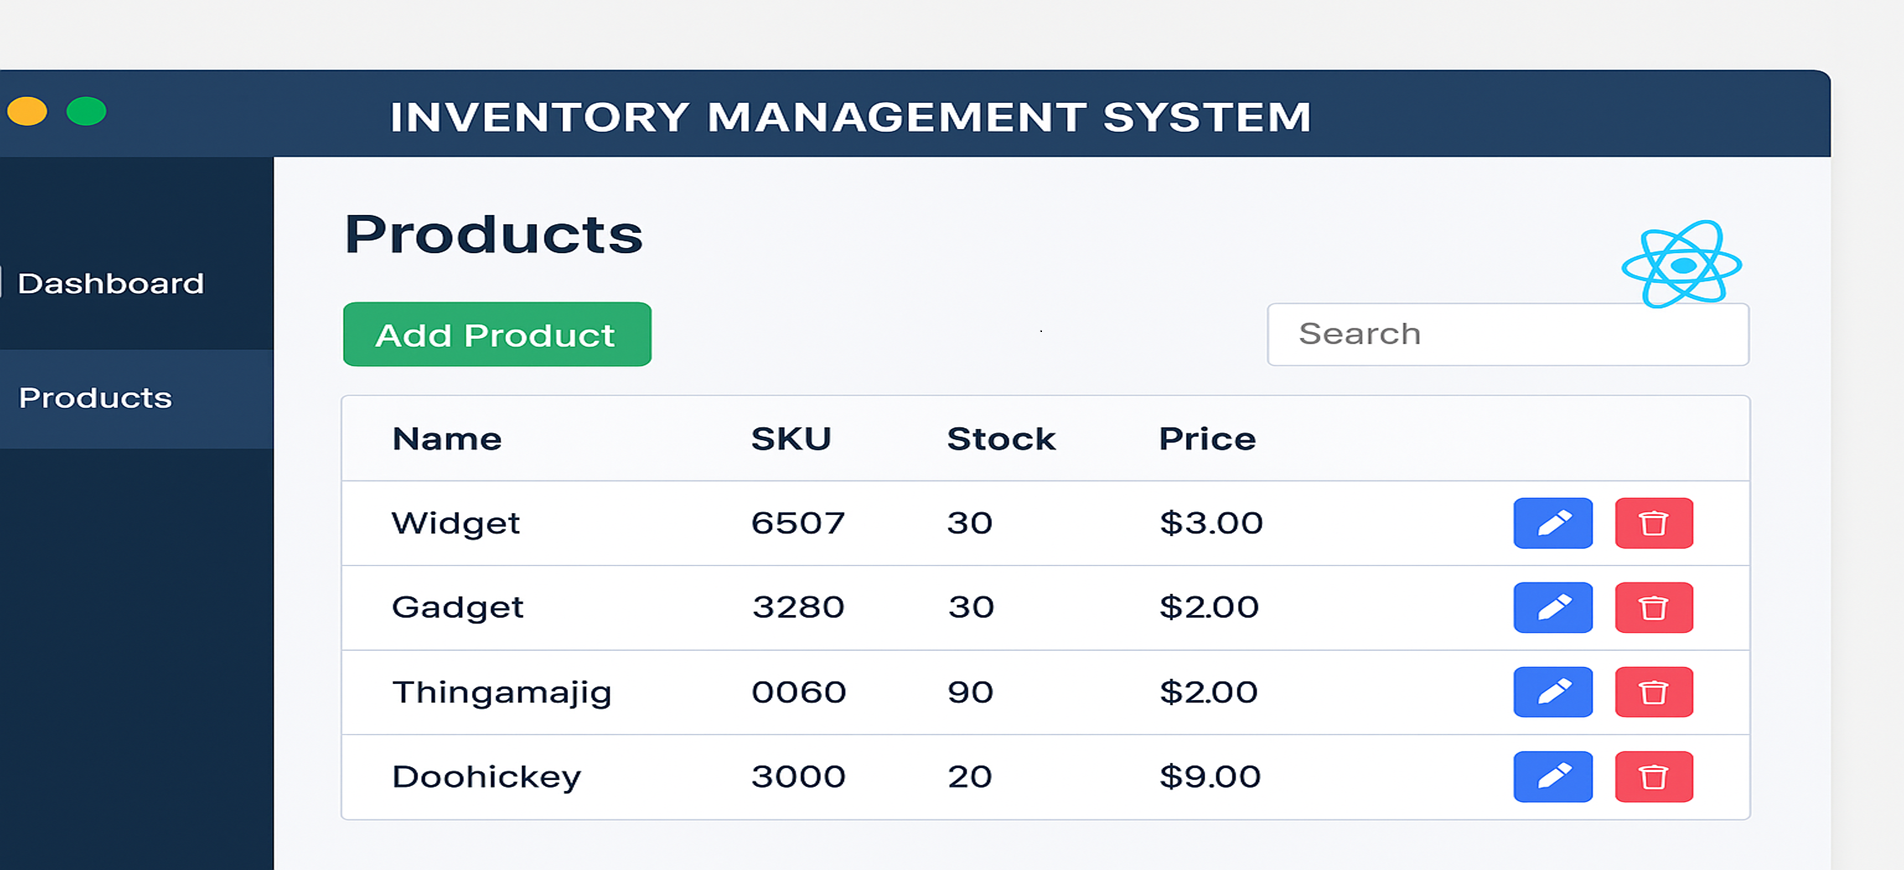 INVENTORY MANAGEMENT SYSTEM
Dashboard
Products
Products
Add Product
Search
Name SKU Stock Price
Widget 6507 30 $3.00
Gadget 3280 30 $2.00
Thingamajig 0060 90 $2.00
Doohickey 3000 20 $9.00